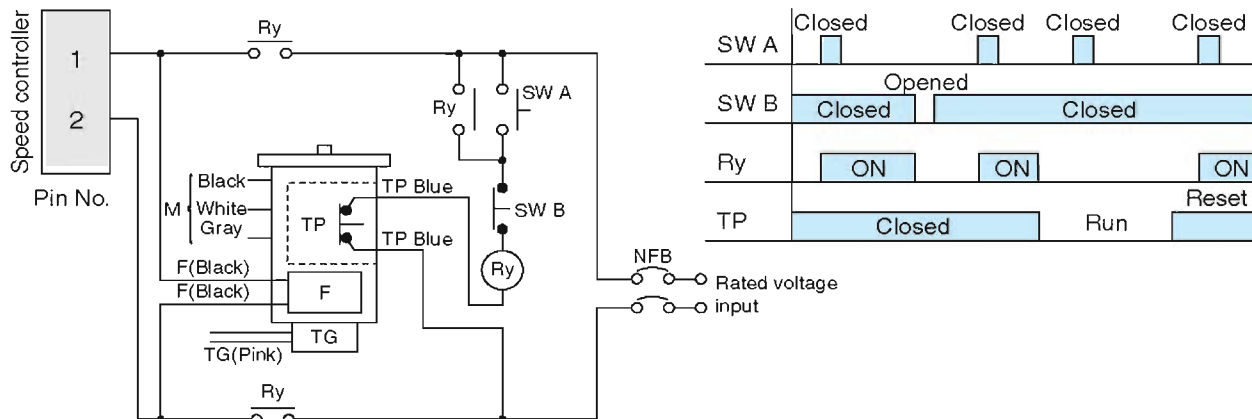 Speed controller
1
2
Pin No.
Ry
Ry
SW A
SW B
Ry
Black
M White
Gray
TP
TP Blue
TP Blue
F(Black)
F(Black)
F
TG
TG(Pink)
Ry
NFB
Rated voltage
input
Closed Closed Closed Closed
SW A
Opened
SW B Closed Closed
Ry ON ON ON
Reset
TP Closed Run